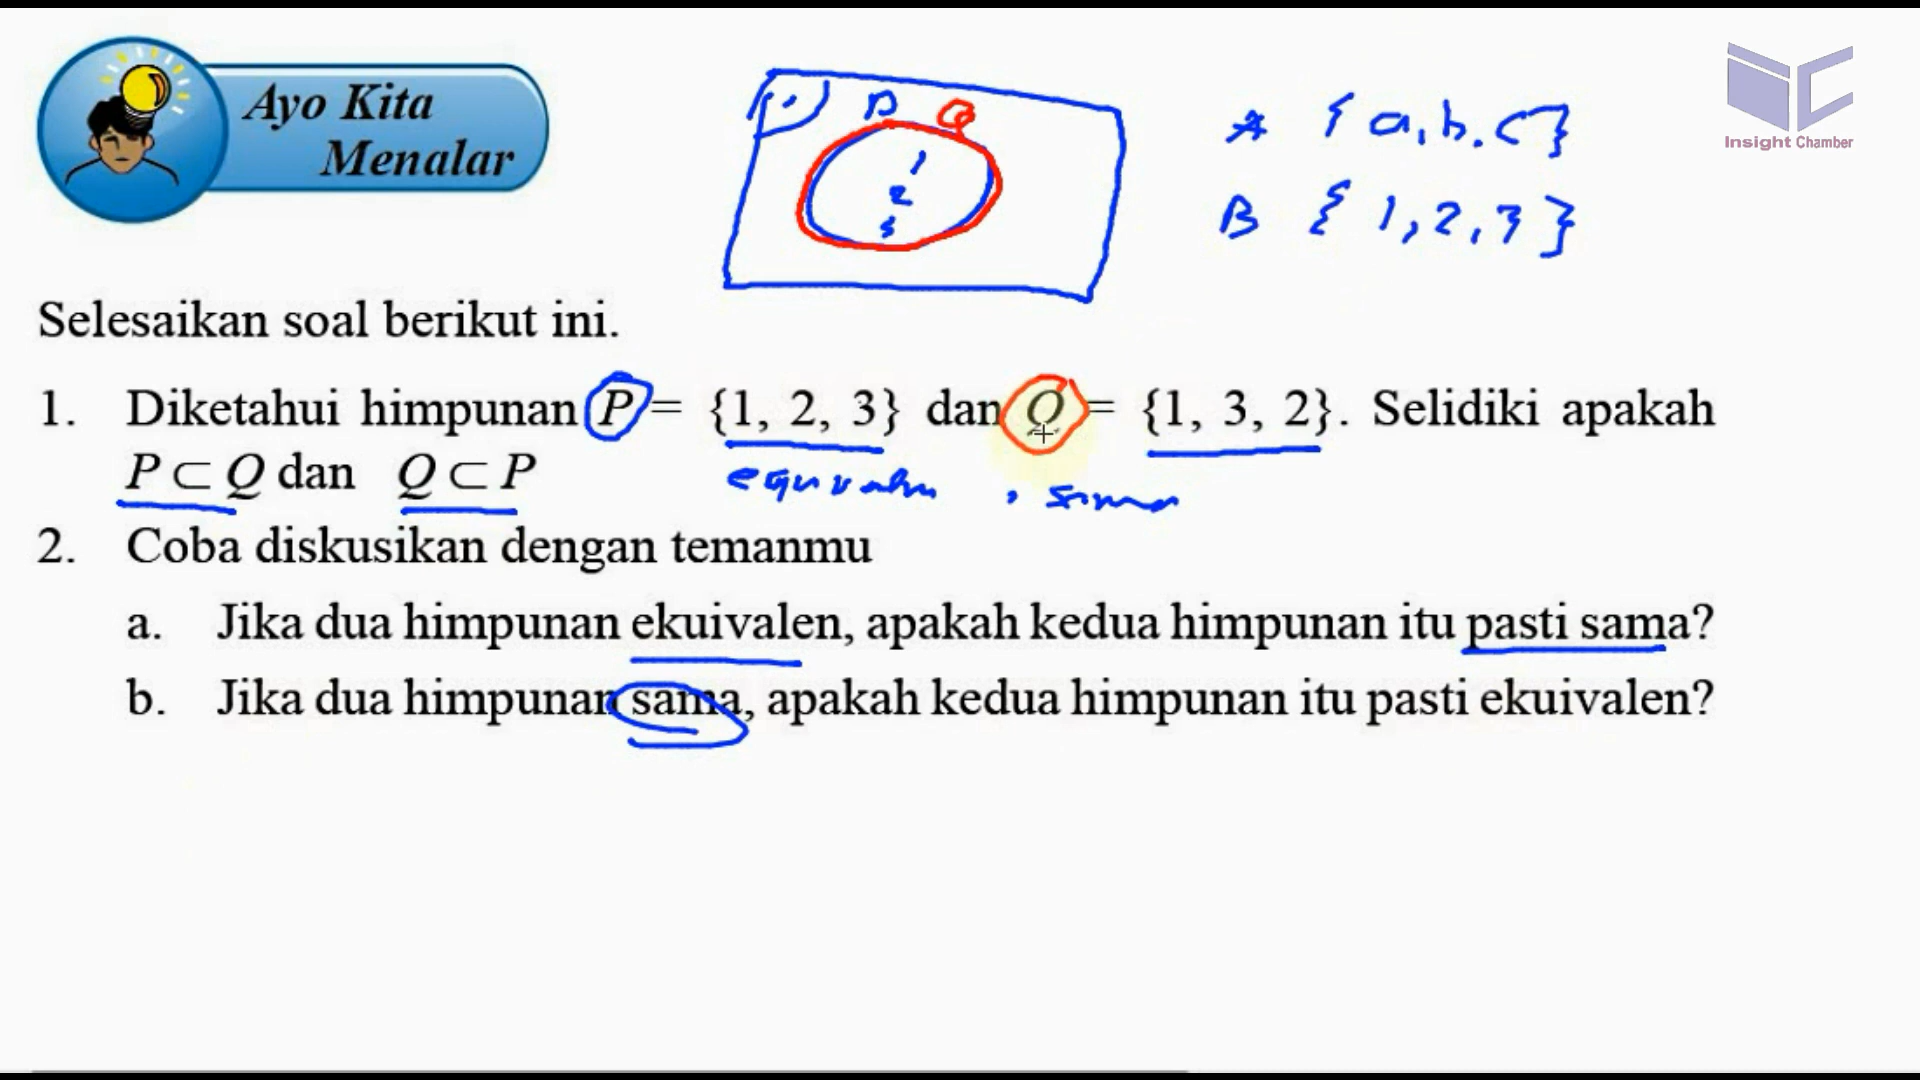 Ayo Kita
Menalar
P Q
1
2
3
A { a, b, c }
B { 1, 2, 3 }
Insight Chamber
Selesaikan soal berikut ini.
1. Diketahui himpunan P = {1, 2, 3} dan Q = {1, 3, 2}. Selidiki apakah
P ⊂ Q dan Q ⊂ P
, sama
2. Coba diskusikan dengan temanmu
a. Jika dua himpunan ekuivalen, apakah kedua himpunan itu pasti sama?
b. Jika dua himpunan sama, apakah kedua himpunan itu pasti ekuivalen?